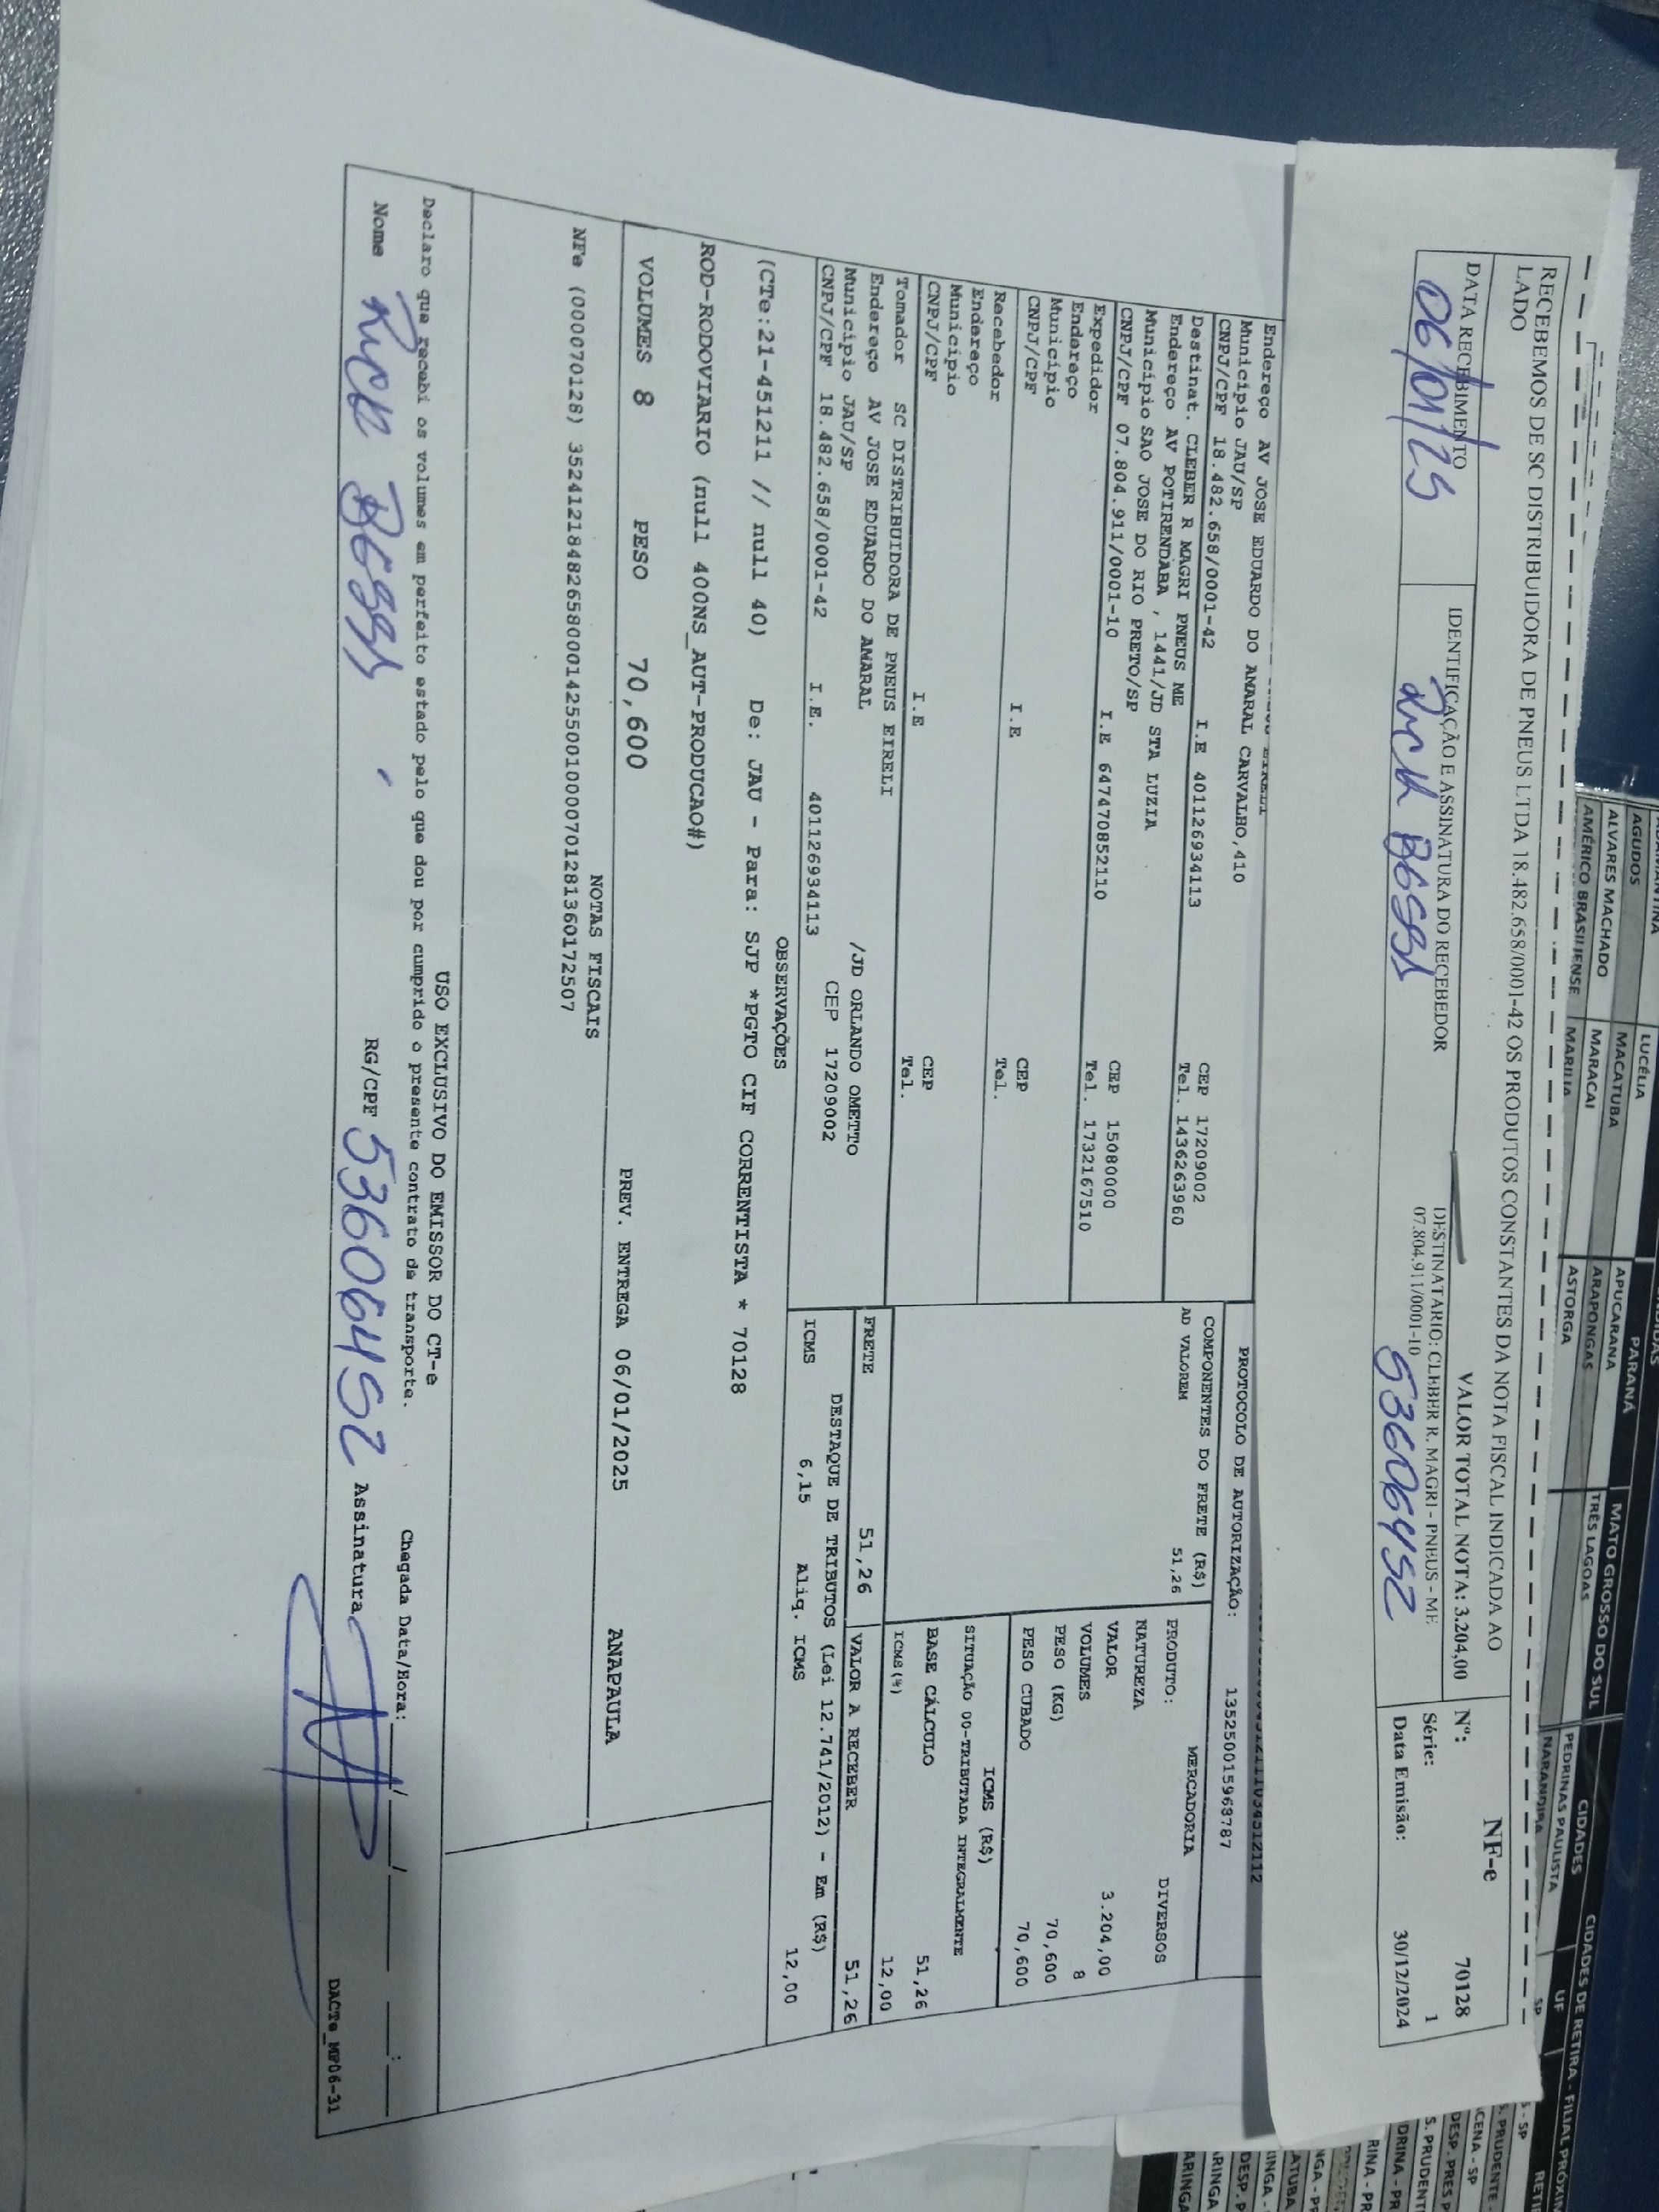 RECEBEMOS DE SC DISTRIBUIDORA DE PNEUS LTDA 18.482.658/0001-42 OS PRODUTOS CONSTANTES DA NOTA FISCAL INDICADA AO
LADO
DATA RECEBIMENTO
06/01/25
IDENTIFICAÇÃO E ASSINATURA DO RECEBEDOR
VALOR TOTAL NOTA: 3.204,00
DESTINATARIO: CLEBER R. MAGRI - PNEUS - ME
07.804.911/0001-10
536064452
NF-e
Nº: 70128
Série: 1
Data Emisão: 30/12/2024
Endereço AV JOSE EDUARDO DO AMARAL CARVALHO,410
Município JAU/SP CEP 17209002
CNPJ/CPF 18.482.658/0001-42 I.E 401126934113 Tel. 1436263960
Destinat. CLEBER R MAGRI PNEUS ME
Endereço AV POTIRENDABA , 1441/JD STA LUZIA
Município SAO JOSE DO RIO PRETO/SP CEP 15080000
CNPJ/CPF 07.804.911/0001-10 I.E 647470852110 Tel. 1732167510
Expedidor
Endereço
Município CEP
CNPJ/CPF I.E Tel.
Recebedor
Endereço
Município CEP
CNPJ/CPF I.E Tel.
Tomador SC DISTRIBUIDORA DE PNEUS EIRELI
Endereço AV JOSE EDUARDO DO AMARAL /JD ORLANDO OMETTO
Município JAU/SP CEP 17209002
CNPJ/CPF 18.482.658/0001-42 I.E. 401126934113
PROTOCOLO DE AUTORIZAÇÃO: 135250015968787
COMPONENTES DO FRETE (R$)
AD VALOREM 51,26
MERCADORIA
PRODUTO: DIVERSOS
NATUREZA
VALOR 3.204,00
VOLUMES 8
PESO (KG) 70,600
PESO CUBADO 70,600
ICMS (R$)
SITUAÇÃO 00-TRIBUTADA INTEGRALMENTE
BASE CÁLCULO 51,26
ICMS(%) 12,00
FRETE 51,26 VALOR A RECEBER 51,26
DESTAQUE DE TRIBUTOS (Lei 12.741/2012) - Em (R$)
ICMS 6,15 Aliq. ICMS 12,00
OBSERVAÇÕES
(CTe:21-451211 // null 40) De: JAU - Para: SJP *PGTO CIF CORRENTISTA * 70128
ROD-RODOVIARIO (null 400NS_AUT-PRODUCAO#)
VOLUMES 8 PESO 70,600 PREV. ENTREGA 06/01/2025 ANAPAULA
NOTAS FISCAIS
NFe (000070128) 35241218482658000142550010000701281360172507
USO EXCLUSIVO DO EMISSOR DO CT-e
Declaro que recebi os volumes em perfeito estado pelo que dou por cumprido o presente contrato de transporte. Chegada Data/Hora: __/__/____ __:__
Nome RG/CPF 536064452 Assinatura
DACTe_MP06-31
AGUDOS
ALVARES MACHADO
AMÉRICO BRASILIENSE
LUCÉLIA
MACATUBA
MARACAI
MARILIA
PARANÁ
APUCARANA
ARAPONGAS
ASTORGA
MATO GROSSO DO SUL
TRÊS LAGOAS
CIDADES
PEDRINAS PAULISTA
NARANDIBA
CIDADES DE RETIRA - FILIAL
UF
SP